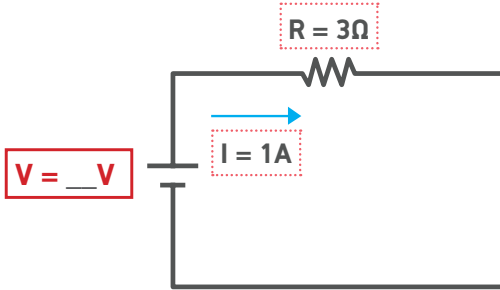 R = 3Ω
I = 1A
V = __V